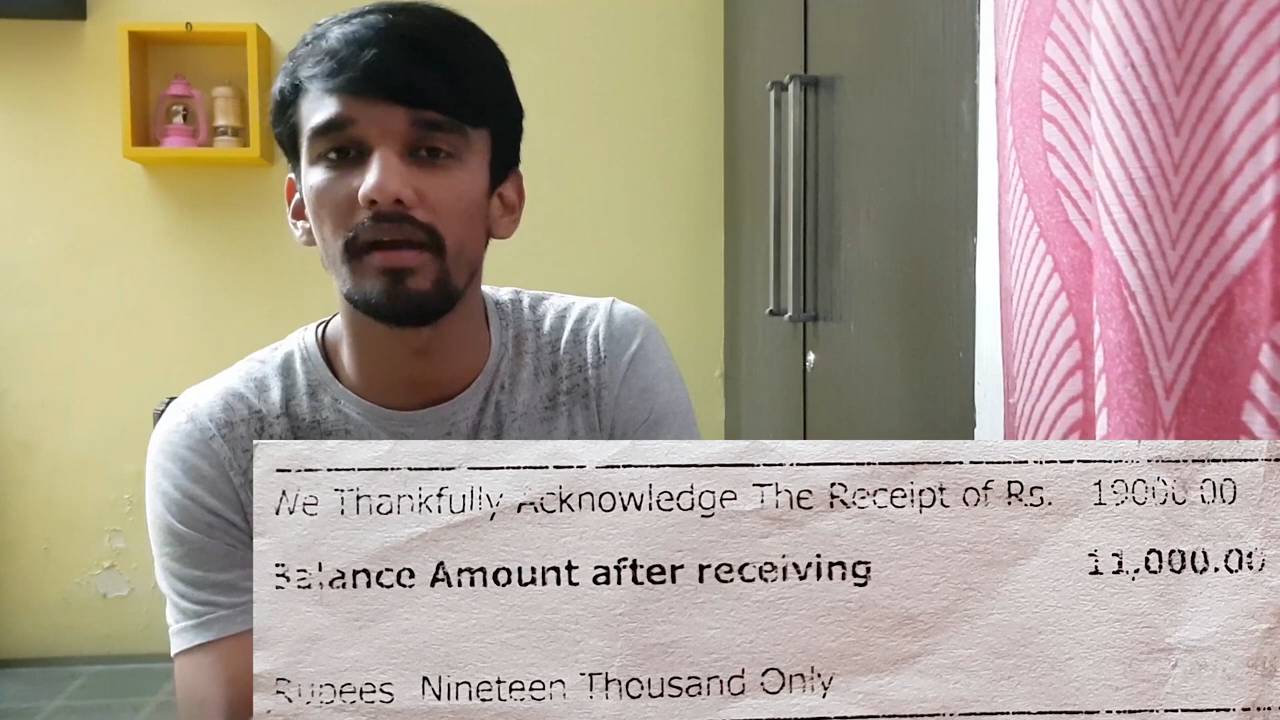 We Thankfully Acknowledge The Receipt of Rs. 19000.00
Balance Amount after receiving 11,000.00
Rupees Nineteen Thousand Only